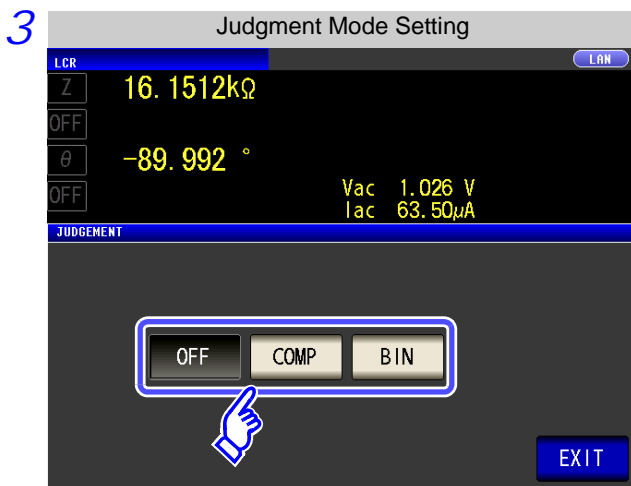 3
Judgment Mode Setting
LCR
LAN
Z
16.1512kΩ
OFF
θ
-89.992 °
OFF
Vac 1.026 V
Iac 63.50μA
JUDGEMENT
OFF COMP BIN
EXIT